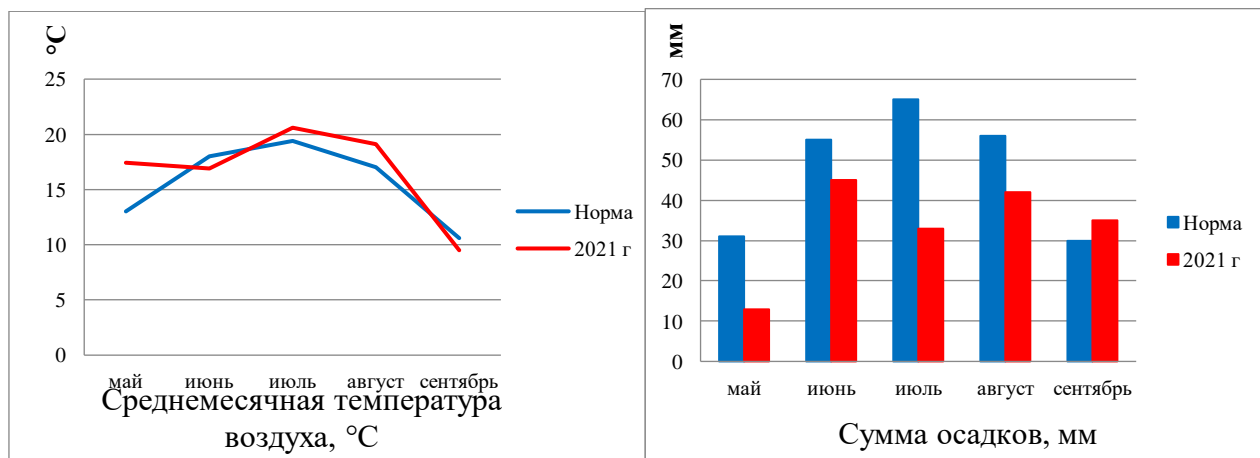 °С
25
20
15
10
5
0
май июнь июль август сентябрь
Норма
2021 г
Среднемесячная температура
воздуха, °С
мм
70
60
50
40
30
20
10
0
май июнь июль август сентябрь
Норма
2021 г
Сумма осадков, мм